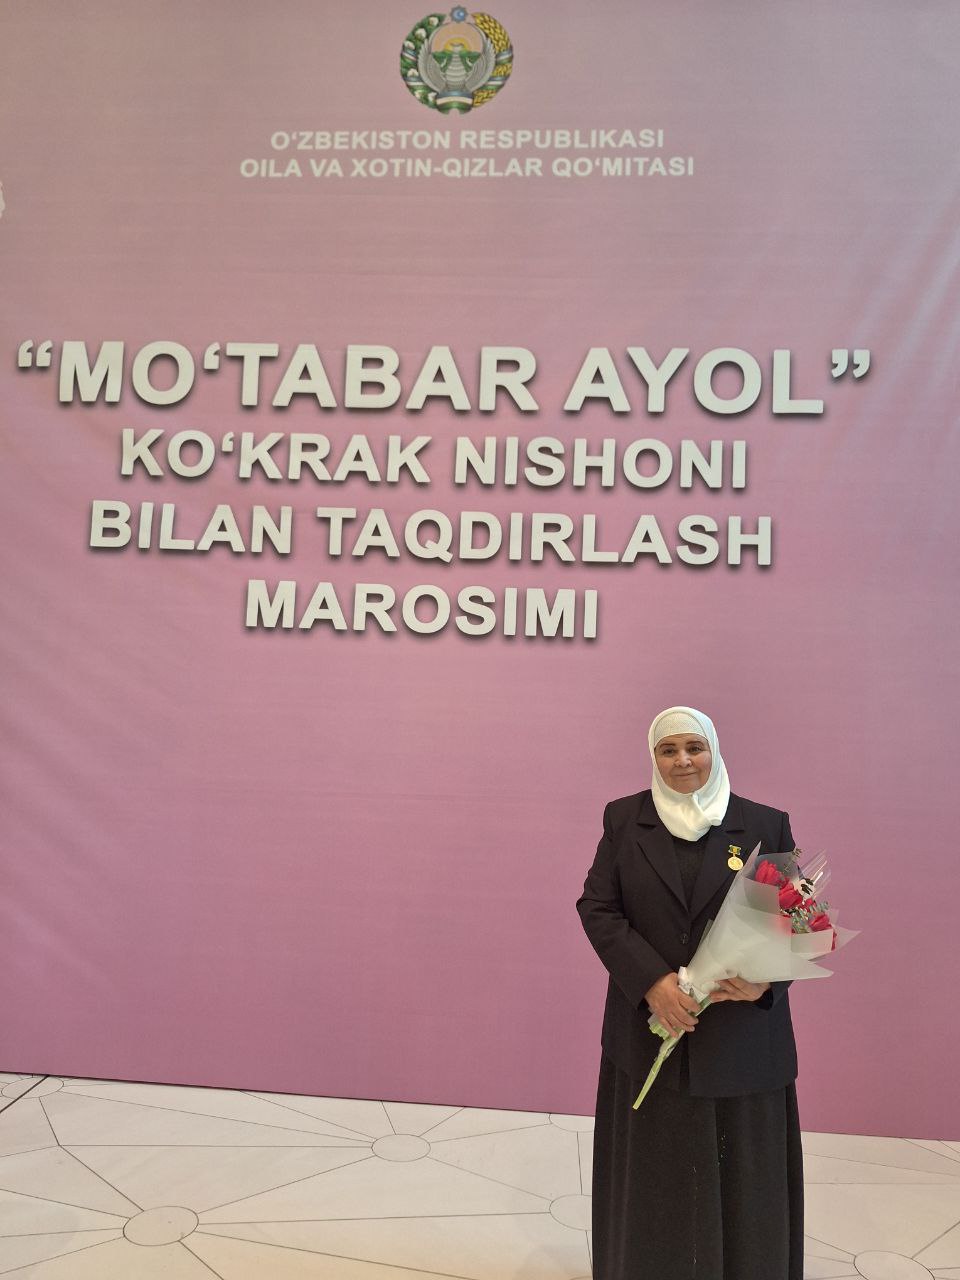 O‘ZBEKISTON RESPUBLIKASI
OILA VA XOTIN-QIZLAR QO‘MITASI
“MO‘TABAR AYOL”
KO‘KRAK NISHONI
BILAN TAQDIRLASH
MAROSIMI